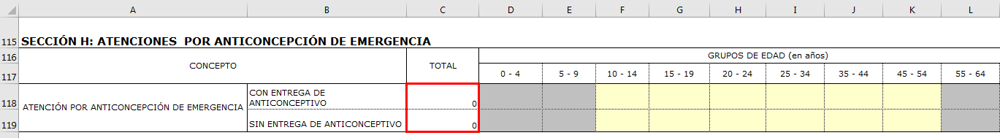 A B C D E F G H I J K L
115 SECCIÓN H: ATENCIONES POR ANTICONCEPCIÓN DE EMERGENCIA
116 CONCEPTO TOTAL GRUPOS DE EDAD (en años)
117 0 - 4 5 - 9 10 - 14 15 - 19 20 - 24 25 - 34 35 - 44 45 - 54 55 - 64
118 ATENCIÓN POR ANTICONCEPCIÓN DE EMERGENCIA CON ENTREGA DE
ANTICONCEPTIVO 0
119 SIN ENTREGA DE ANTICONCEPTIVO 0